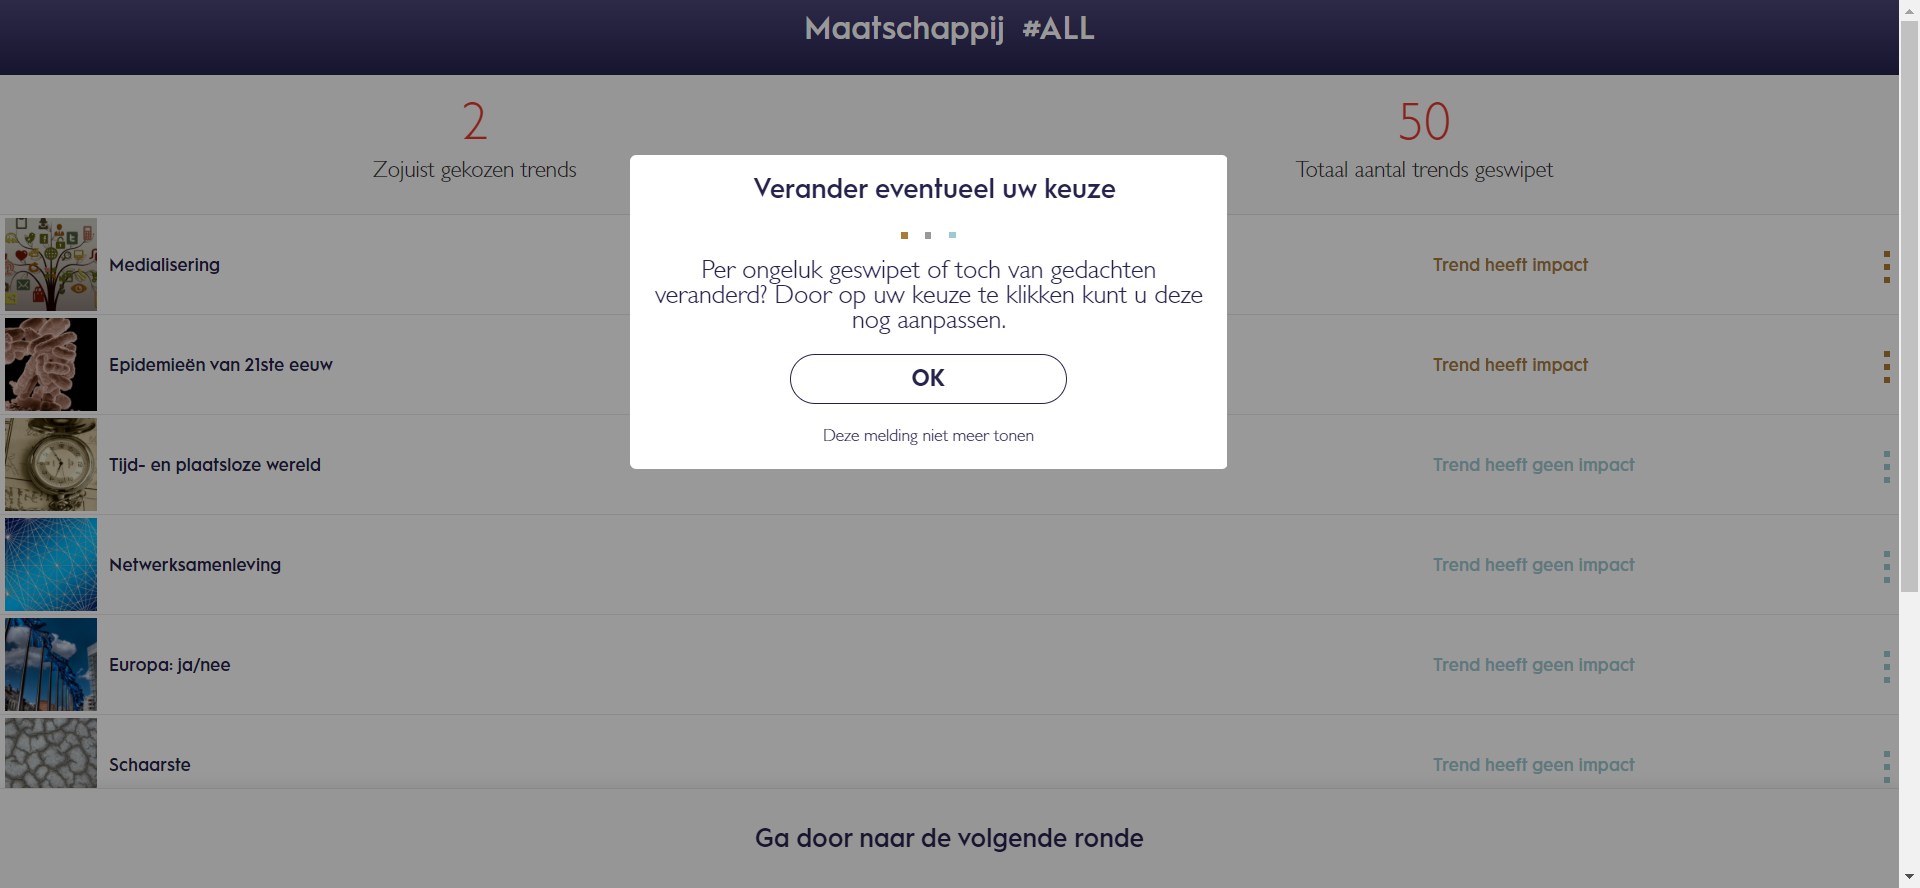 Maatschappij #ALL
2
Zojuist gekozen trends
50
Totaal aantal trends geswipet
Verander eventueel uw keuze
Per ongeluk geswipet of toch van gedachten
veranderd? Door op uw keuze te klikken kunt u deze
nog aanpassen.
OK
Deze melding niet meer tonen
Medialisering
Trend heeft impact
Epidemieën van 21ste eeuw
Trend heeft impact
Tijd- en plaatsloze wereld
Trend heeft geen impact
Netwerksamenleving
Trend heeft geen impact
Europa: ja/nee
Trend heeft geen impact
Schaarste
Trend heeft geen impact
Ga door naar de volgende ronde